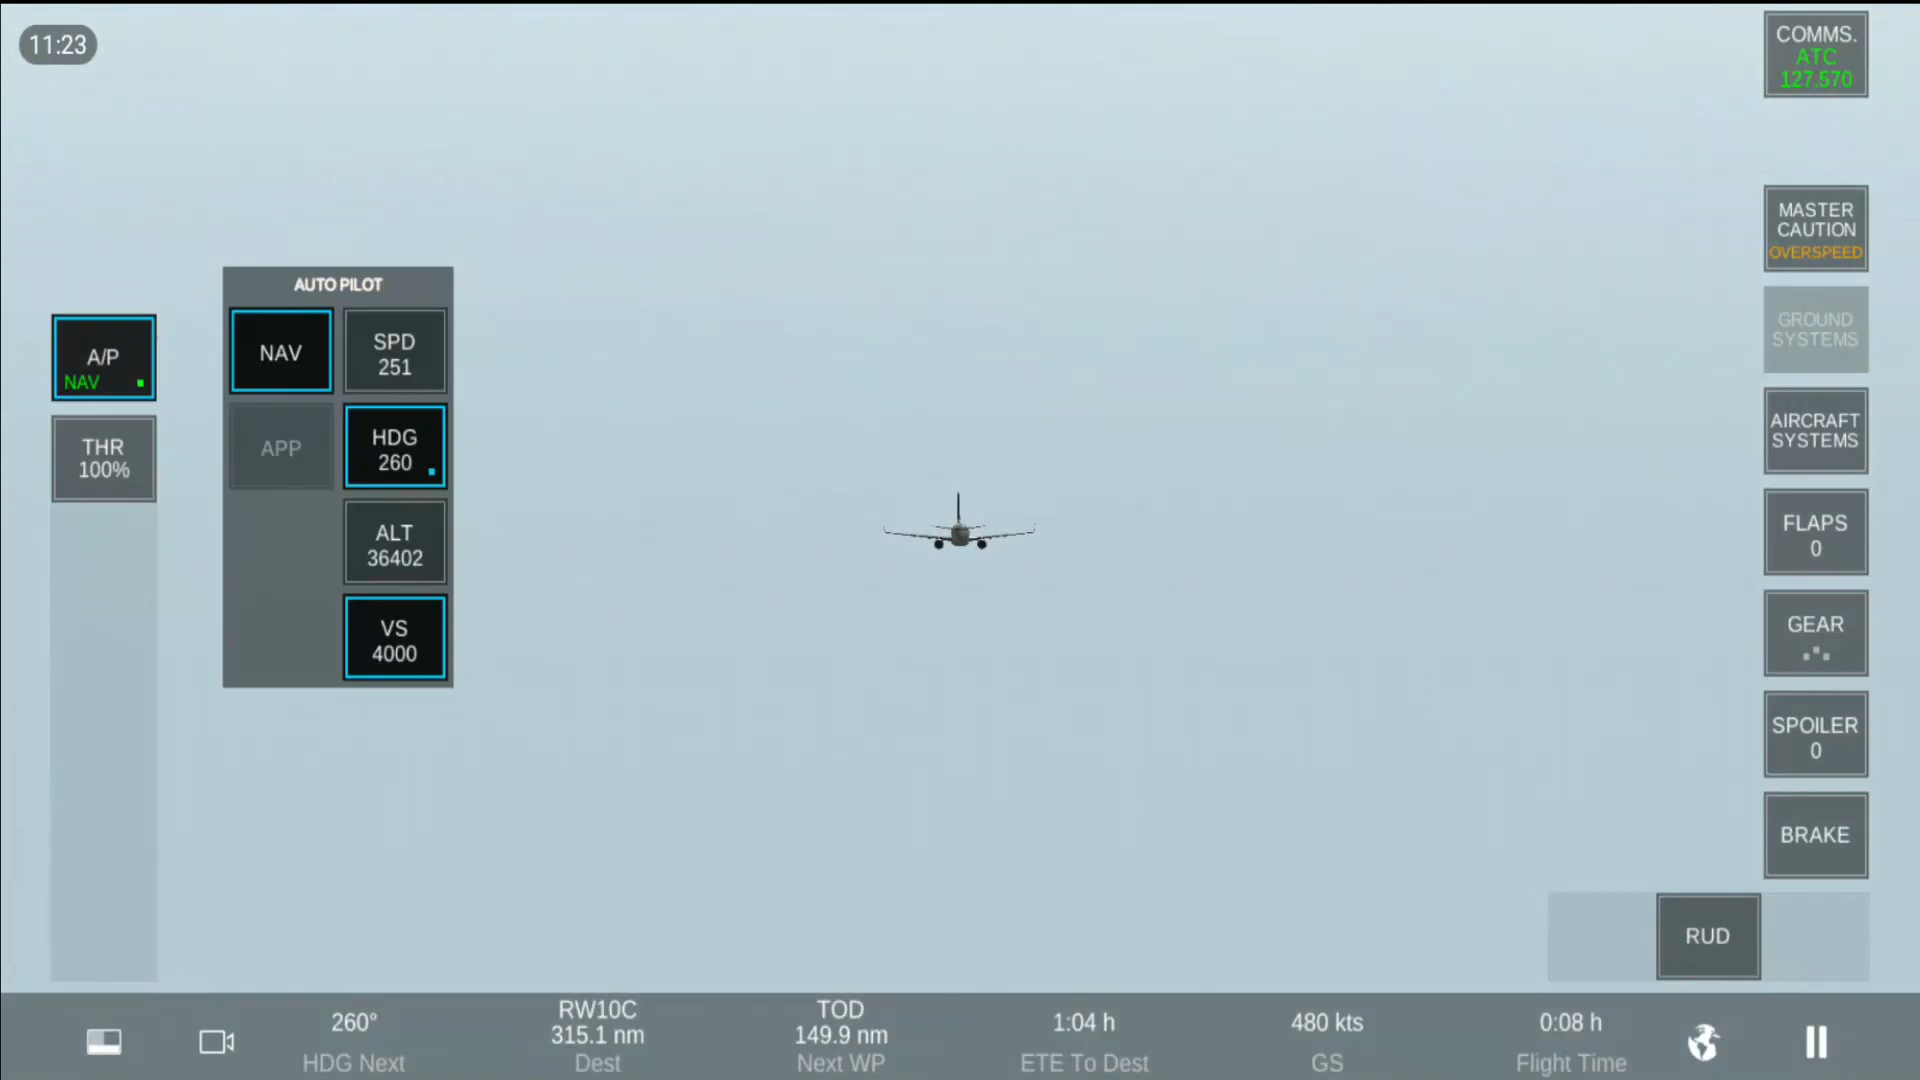 11:23
COMMS.
ATC
127.570
MASTER
CAUTION
OVERSPEED
GROUND
SYSTEMS
AIRCRAFT
SYSTEMS
FLAPS
0
GEAR
SPOILER
0
BRAKE
RUD
A/P
NAV
THR
100%
AUTO PILOT
NAV
SPD
251
APP
HDG
260
ALT
36402
VS
4000
260°
HDG Next
RW10C
315.1 nm
Dest
TOD
149.9 nm
Next WP
1:04 h
ETE To Dest
480 kts
GS
0:08 h
Flight Time